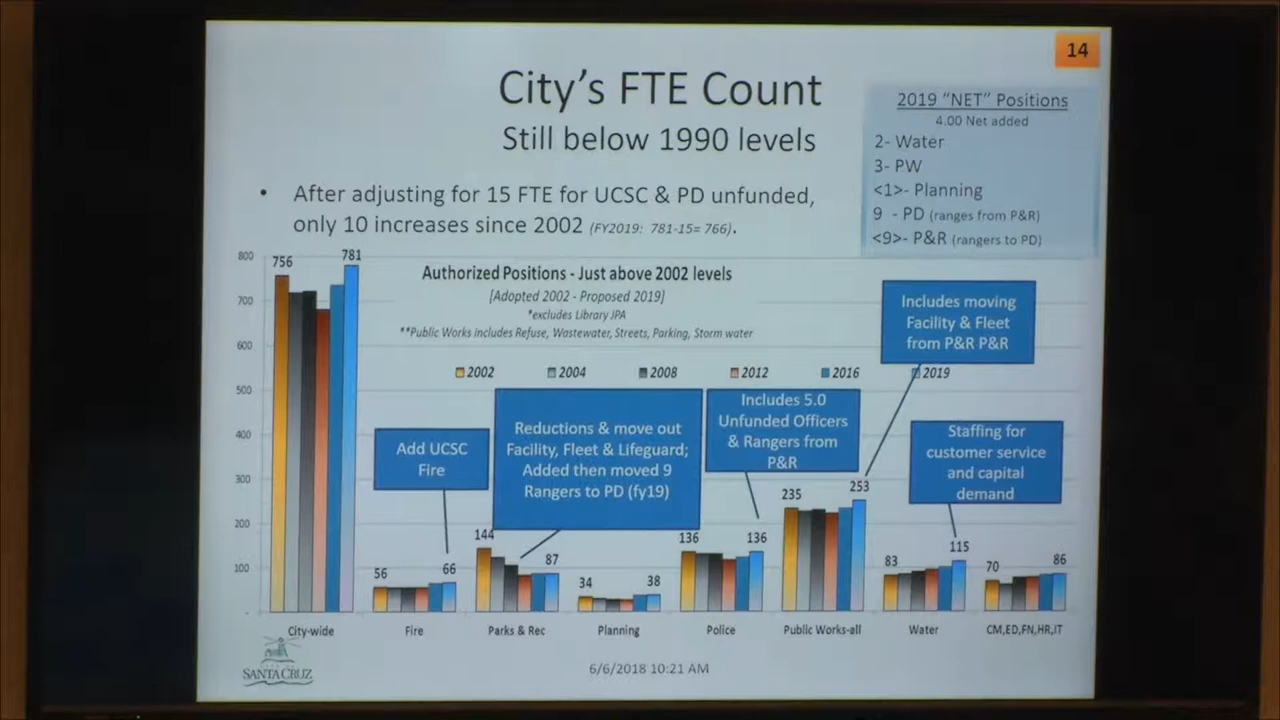 14
City's FTE Count
Still below 1990 levels
2019 "NET" Positions
4.00 Net added
2- Water
3- PW
<1>- Planning
9 - PD (ranges from P&R)
<9>- P&R (rangers to PD)
• After adjusting for 15 FTE for UCSC & PD unfunded,
only 10 increases since 2002 (FY2019: 781-15= 766).
Authorized Positions - Just above 2002 levels
[Adopted 2002 - Proposed 2019]
*excludes Library JPA
**Public Works includes Refuse, Wastewater, Streets, Parking, Storm water
2002 2004 2008 2012 2016 2019
800
700
600
500
400
300
200
100
-
756 781
56 66
144 87
34 38
136 136
235 253
83 115
70 86
Add UCSC
Fire
Reductions & move out
Facility, Fleet & Lifeguard;
Added then moved 9
Rangers to PD (fy19)
Includes 5.0
Unfunded Officers
& Rangers from
P&R
Includes moving
Facility & Fleet
from P&R P&R
Staffing for
customer service
and capital
demand
City-wide Fire Parks & Rec Planning Police Public Works-all Water CM,ED,FN,HR,IT
SANTA CRUZ
6/6/2018 10:21 AM